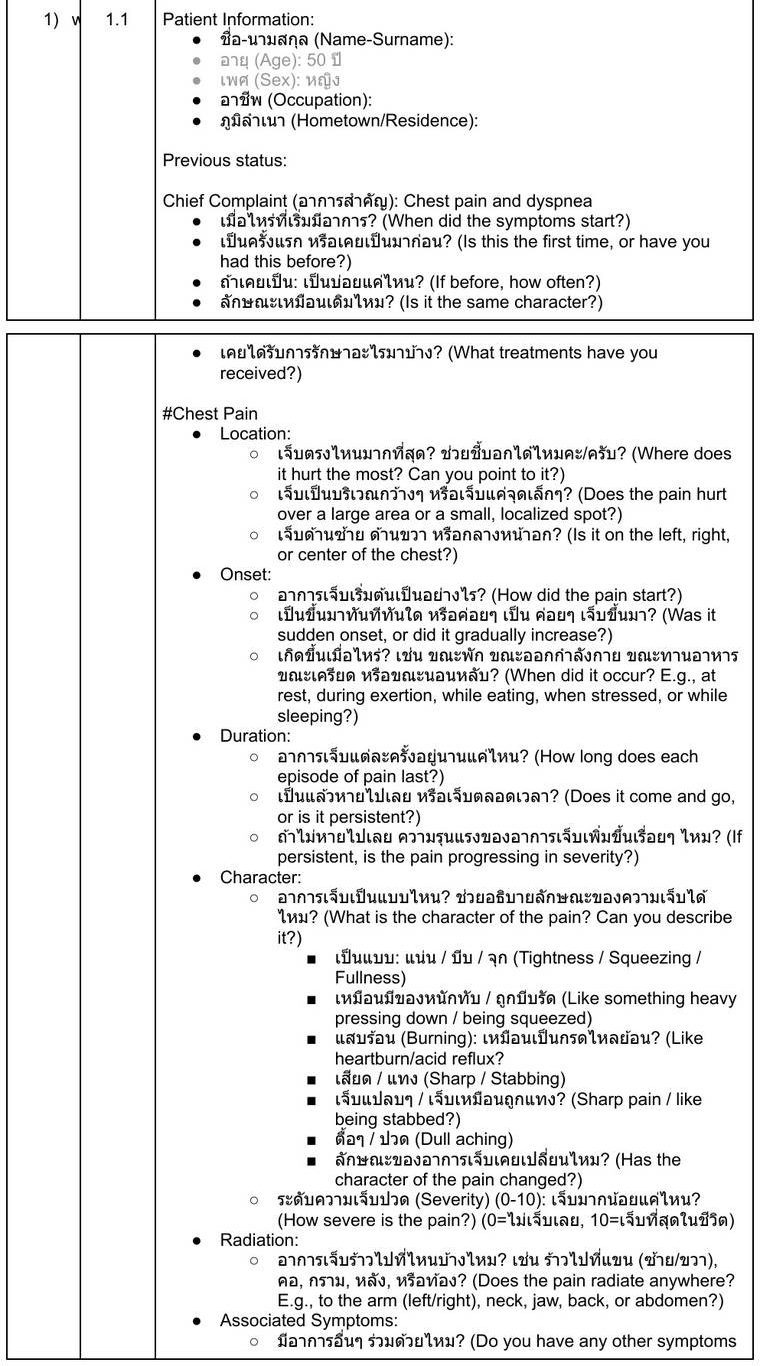 1) w 1.1 Patient Information:
● ชื่อ-นามสกุล (Name-Surname):
● อายุ (Age): 50 ปี
● เพศ (Sex): หญิง
● อาชีพ (Occupation):
● ภูมิลำเนา (Hometown/Residence):
Previous status:
Chief Complaint (อาการสำคัญ): Chest pain and dyspnea
● เมื่อไหร่ที่เริ่มมีอาการ? (When did the symptoms start?)
● เป็นครั้งแรก หรือเคยเป็นมาก่อน? (Is this the first time, or have you
had this before?)
● ถ้าเคยเป็น: เป็นบ่อยแค่ไหน? (If before, how often?)
● ลักษณะเหมือนเดิมไหม? (Is it the same character?)
● เคยได้รับการรักษาอะไรมาบ้าง? (What treatments have you
received?)
#Chest Pain
● Location:
○ เจ็บตรงไหนมากที่สุด? ช่วยชี้บอกได้ไหมคะ/ครับ? (Where does
it hurt the most? Can you point to it?)
○ เจ็บเป็นบริเวณกว้างๆ หรือเจ็บแค่จุดเล็กๆ? (Does the pain hurt
over a large area or a small, localized spot?)
○ เจ็บด้านซ้าย ด้านขวา หรือกลางหน้าอก? (Is it on the left, right,
or center of the chest?)
● Onset:
○ อาการเจ็บเริ่มต้นเป็นอย่างไร? (How did the pain start?)
○ เป็นขึ้นมาทันทีทันใด หรือค่อยๆ เป็น ค่อยๆ เจ็บขึ้นมา? (Was it
sudden onset, or did it gradually increase?)
○ เกิดขึ้นเมื่อไหร่? เช่น ขณะพัก ขณะออกกำลังกาย ขณะทานอาหาร
ขณะเครียด หรือขณะนอนหลับ? (When did it occur? E.g., at
rest, during exertion, while eating, when stressed, or while
sleeping?)
● Duration:
○ อาการเจ็บแต่ละครั้งอยู่นานแค่ไหน? (How long does each
episode of pain last?)
○ เป็นแล้วหายไปเลย หรือเจ็บตลอดเวลา? (Does it come and go,
or is it persistent?)
○ ถ้าไม่หายไปเลย ความรุนแรงของอาการเจ็บเพิ่มขึ้นเรื่อยๆ ไหม? (If
persistent, is the pain progressing in severity?)
● Character:
○ อาการเจ็บเป็นแบบไหน? ช่วยอธิบายลักษณะของความเจ็บได้
ไหม? (What is the character of the pain? Can you describe
it?)
■ เป็นแบบ: แน่น / บีบ / จุก (Tightness / Squeezing /
Fullness)
■ เหมือนมีของหนักทับ / ถูกบีบรัด (Like something heavy
pressing down / being squeezed)
■ แสบร้อน (Burning): เหมือนเป็นกรดไหลย้อน? (Like
heartburn/acid reflux?
■ เสียด / แทง (Sharp / Stabbing)
■ เจ็บแปลบๆ / เจ็บเหมือนถูกแทง? (Sharp pain / like
being stabbed?)
■ ตื้อๆ / ปวด (Dull aching)
■ ลักษณะของอาการเจ็บเคยเปลี่ยนไหม? (Has the
character of the pain changed?)
○ ระดับความเจ็บปวด (Severity) (0-10): เจ็บมากน้อยแค่ไหน?
(How severe is the pain?) (0=ไม่เจ็บเลย, 10=เจ็บที่สุดในชีวิต)
● Radiation:
○ อาการเจ็บร้าวไปที่ไหนบ้างไหม? เช่น ร้าวไปที่แขน (ซ้าย/ขวา),
คอ, กราม, หลัง, หรือท้อง? (Does the pain radiate anywhere?
E.g., to the arm (left/right), neck, jaw, back, or abdomen?)
● Associated Symptoms:
○ มีอาการอื่นๆ ร่วมด้วยไหม? (Do you have any other symptoms